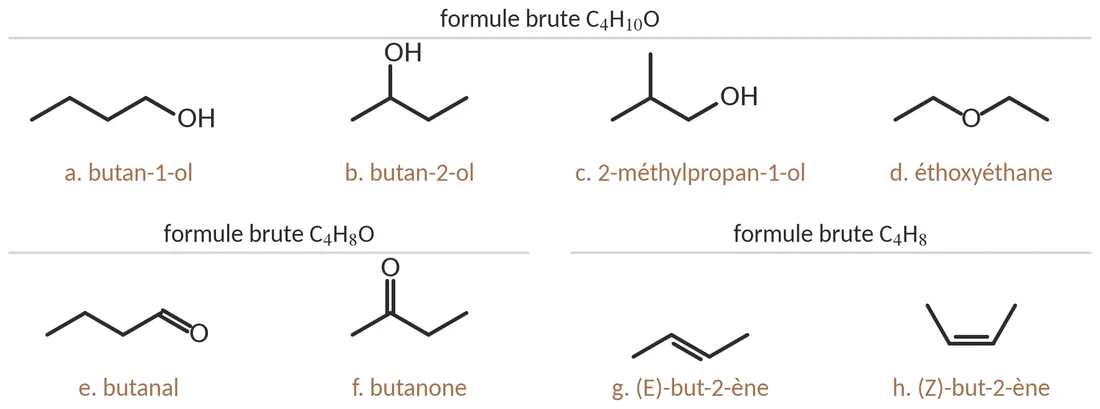 formule brute C₄H₁₀O
OH
OH
OH
O
a. butan-1-ol
b. butan-2-ol
c. 2-méthylpropan-1-ol
d. éthoxyéthane
formule brute C₄H₈O
formule brute C₄H₈
O
O
e. butanal
f. butanone
g. (E)-but-2-ène
h. (Z)-but-2-ène